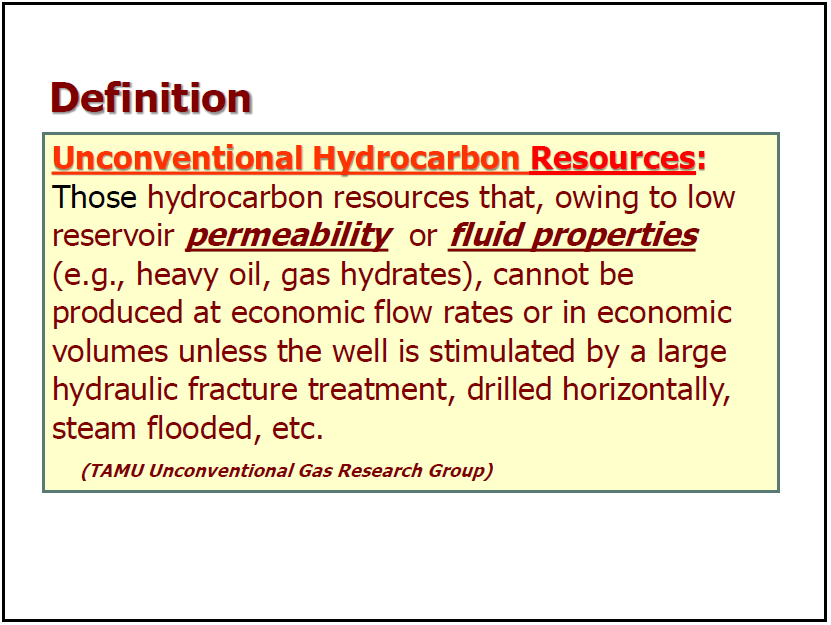 Definition
Unconventional Hydrocarbon Resources:
Those hydrocarbon resources that, owing to low
reservoir permeability or fluid properties
(e.g., heavy oil, gas hydrates), cannot be
produced at economic flow rates or in economic
volumes unless the well is stimulated by a large
hydraulic fracture treatment, drilled horizontally,
steam flooded, etc.
(TAMU Unconventional Gas Research Group)